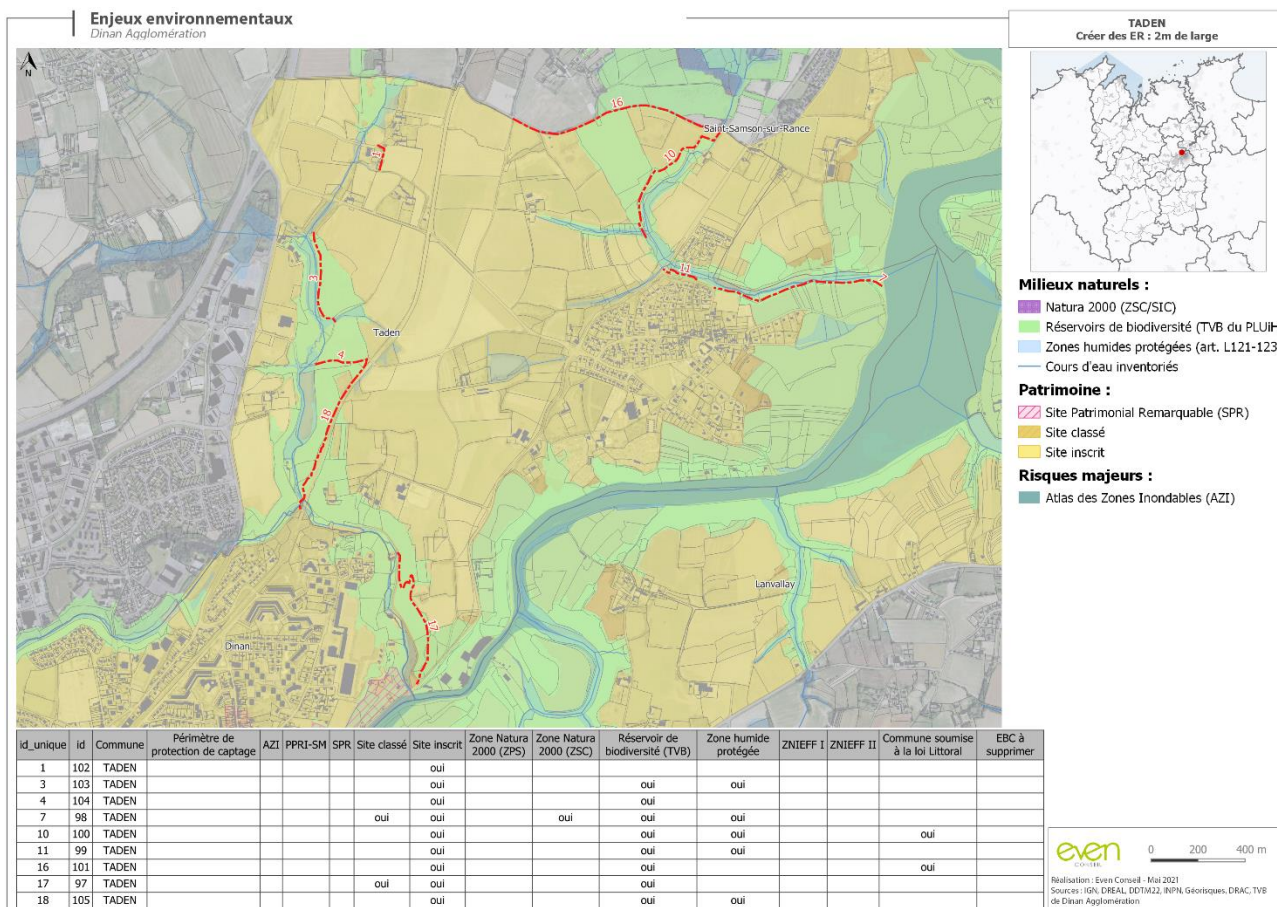 Enjeux environnementaux
Dinan Agglomération
TADEN
Créer des ER : 2m de large
N
16
Saint-Samson-sur-Rance
1
10
3
11
7
Taden
4
18
Lanvallay
17
Dinan
Milieux naturels :
Natura 2000 (ZSC/SIC)
Réservoirs de biodiversité (TVB du PLUiH
Zones humides protégées (art. L121-123
Cours d'eau inventoriés
Patrimoine :
Site Patrimonial Remarquable (SPR)
Site classé
Site inscrit
Risques majeurs :
Atlas des Zones Inondables (AZI)
id_unique id Commune Périmètre de protection de captage AZI PPRI-SM SPR Site classé Site inscrit Zone Natura 2000 (ZPS) Zone Natura 2000 (ZSC) Réservoir de biodiversité (TVB) Zone humide protégée ZNIEFF I ZNIEFF II Commune soumise à la loi Littoral EBC à supprimer
1 102 TADEN oui
3 103 TADEN oui oui oui
4 104 TADEN oui oui
7 98 TADEN oui oui oui oui oui
10 100 TADEN oui oui oui oui
11 99 TADEN oui oui oui
16 101 TADEN oui oui oui
17 97 TADEN oui oui oui
18 105 TADEN oui oui oui
even
CONSEIL
0 200 400 m
Réalisation : Even Conseil - Mai 2021
Sources : IGN, DREAL, DDTM22, INPN, Géorisques, DRAC, TVB
de Dinan Agglomération